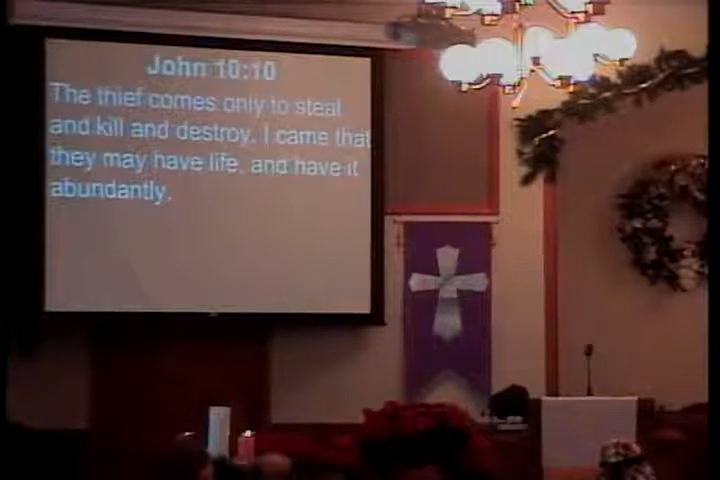 John 10:10
The thief comes only to steal
and kill and destroy. I came that
they may have life, and have it
abundantly.